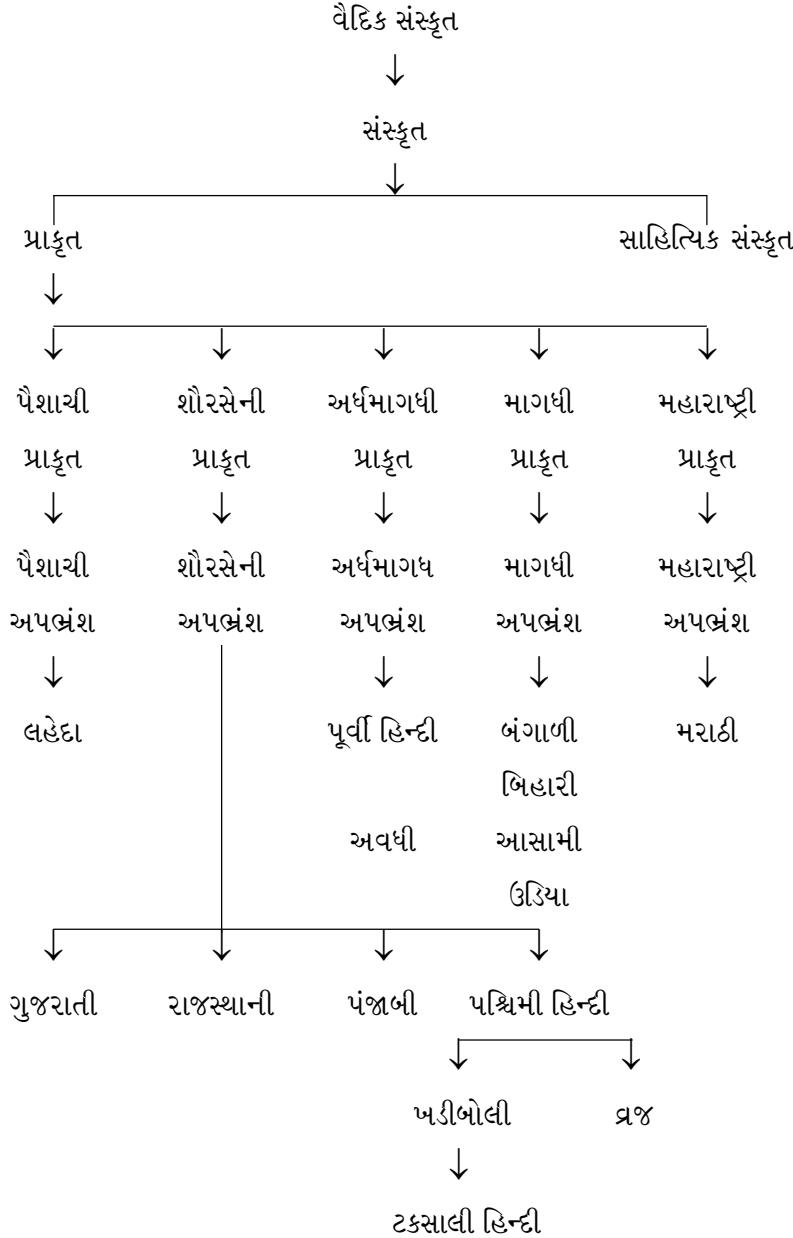 વૈદિક સંસ્કૃત
સંસ્કૃત
પ્રાકૃત સાહિત્યિક સંસ્કૃત
પૈશાચી શૌરસેની અર્ધમાગધી માગધી મહારાષ્ટ્રી
પ્રાકૃત પ્રાકૃત પ્રાકૃત પ્રાકૃત પ્રાકૃત
પૈશાચી શૌરસેની અર્ધમાગધ માગધી મહારાષ્ટ્રી
અપભ્રંશ અપભ્રંશ અપભ્રંશ અપભ્રંશ અપભ્રંશ
લહેદા પૂર્વી હિન્દી બંગાળી મરાઠી
બિહારી
અવધી આસામી
ઉડિયા
ગુજરાતી રાજસ્થાની પંજાબી પશ્ચિમી હિન્દી
ખડીબોલી વ્રજ
ટકસાલી હિન્દી